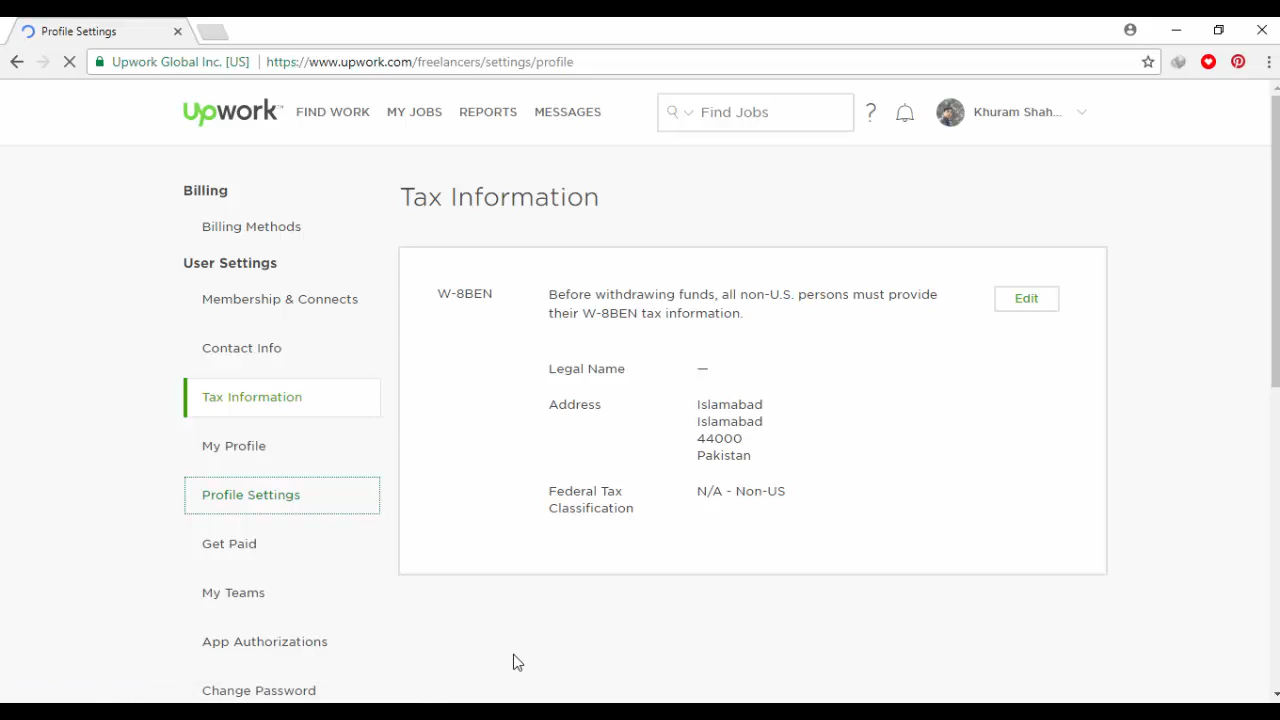 Profile Settings
Upwork Global Inc. [US] https://www.upwork.com/freelancers/settings/profile
Upwork™ FIND WORK MY JOBS REPORTS MESSAGES Find Jobs ? Khuram Shah...
Billing
Billing Methods
User Settings
Membership & Connects
Contact Info
Tax Information
My Profile
Profile Settings
Get Paid
My Teams
App Authorizations
Change Password
Tax Information
W-8BEN
Before withdrawing funds, all non-U.S. persons must provide
their W-8BEN tax information.
Edit
Legal Name —
Address Islamabad
Islamabad
44000
Pakistan
Federal Tax N/A - Non-US
Classification